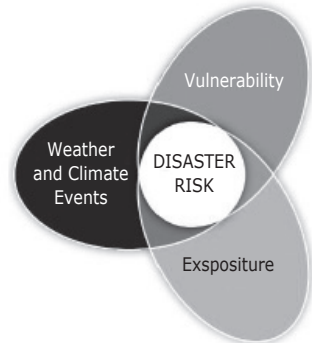 Vulnerability
Weather
and Climate
Events
DISASTER
RISK
Exspositure